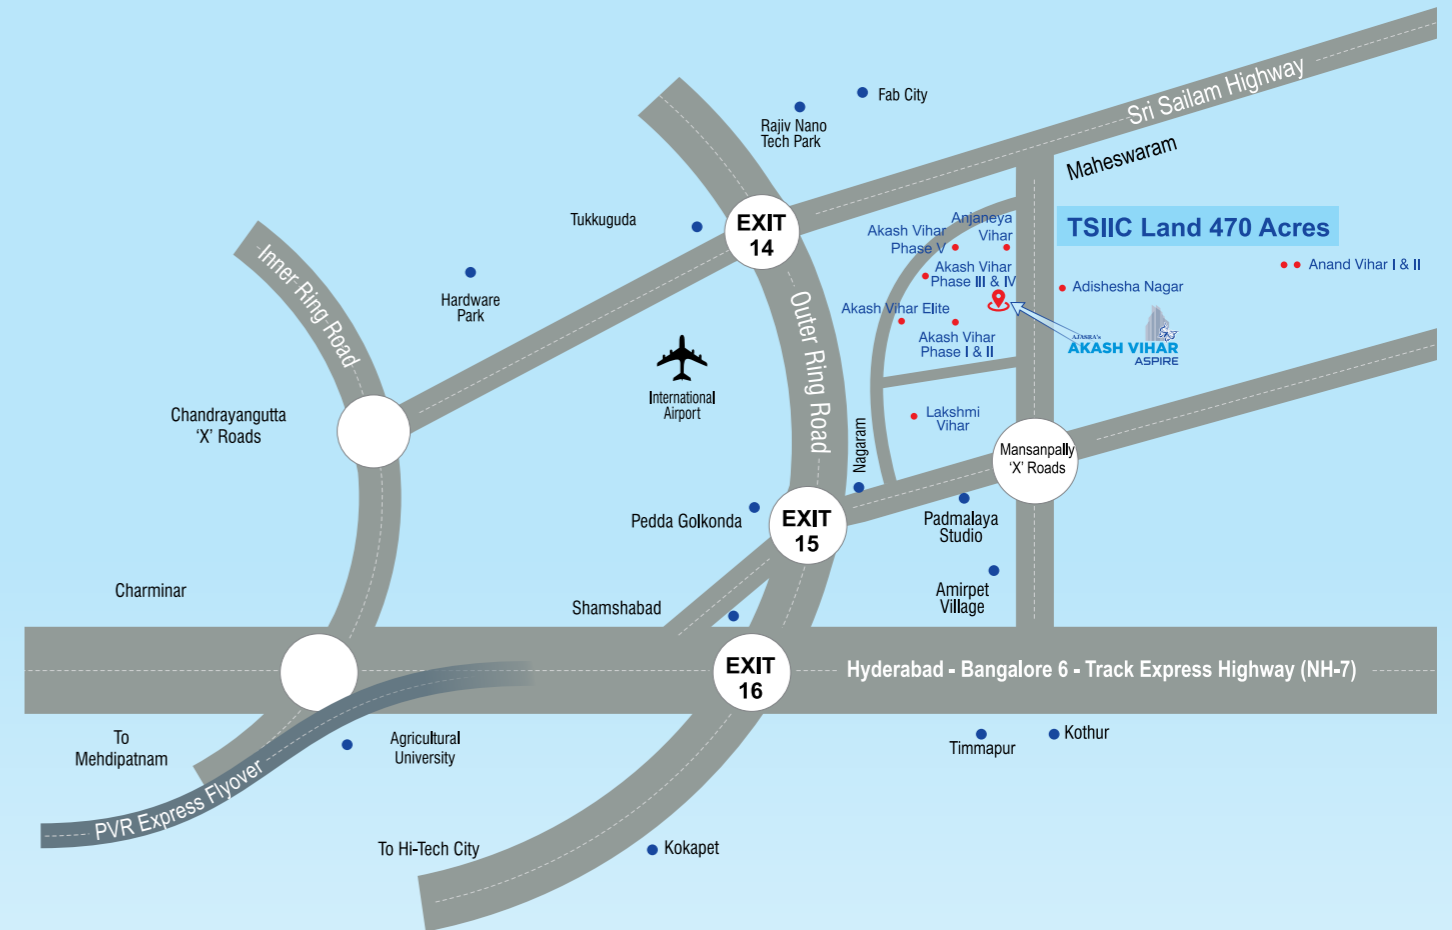 Sri Sailam Highway
Fab City
Rajiv Nano
Tech Park
Maheswaram
Tukkuguda
EXIT
14
Anjaneya
Vihar
Akash Vihar
Phase V
TSIIC Land 470 Acres
Inner Ring Road
Hardware
Park
Outer Ring Road
Akash Vihar
Phase III & IV
Anand Vihar I & II
Adishesha Nagar
Akash Vihar Elite
Akash Vihar
Phase I & II
AJASRA's
AKASH VIHAR
ASPIRE
International
Airport
Chandrayangutta
'X' Roads
Lakshmi
Vihar
Nagaram
Mansanpally
'X' Roads
Pedda Golkonda
EXIT
15
Padmalaya
Studio
Charminar
Shamshabad
Amirpet
Village
EXIT
16
Hyderabad - Bangalore 6 - Track Express Highway (NH-7)
To
Mehdipatnam
Agricultural
University
Timmapur
Kothur
PVR Express Flyover
To Hi-Tech City
Kokapet